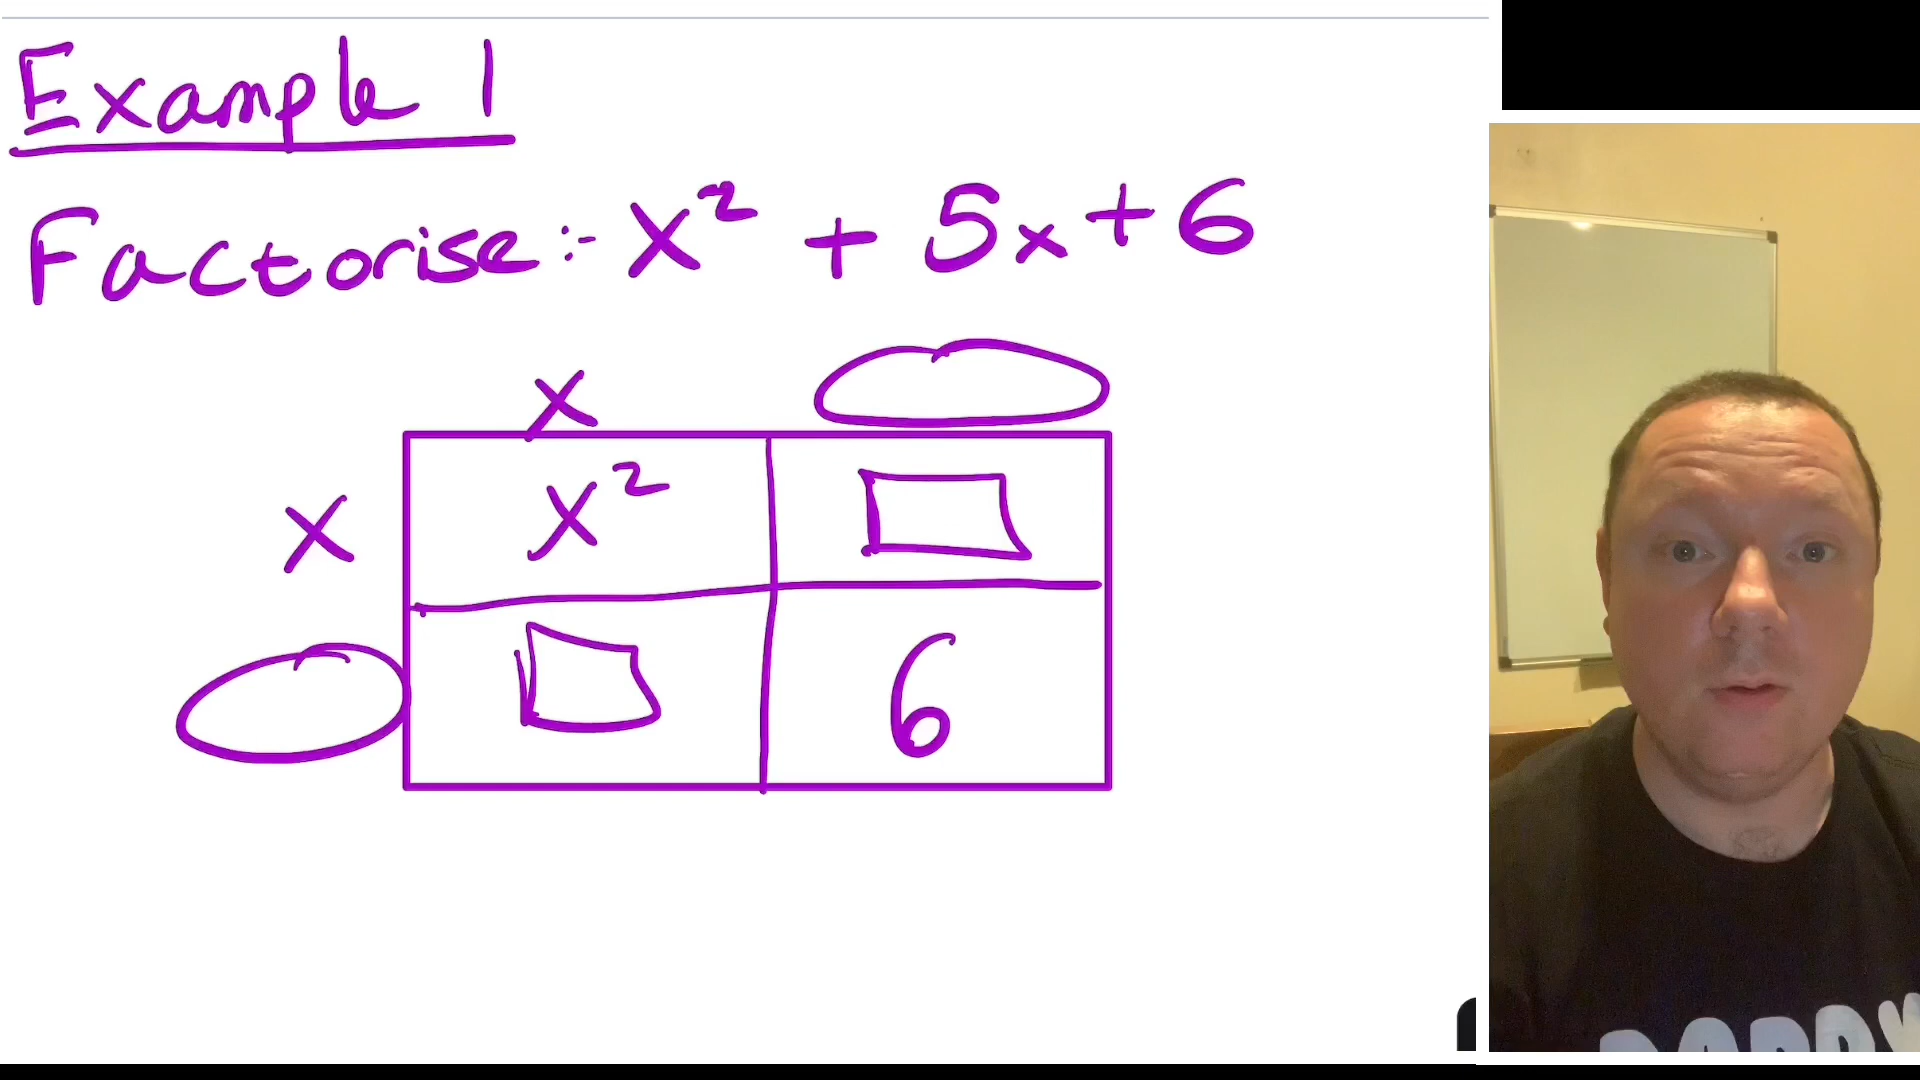 Example 1
Factorise:- x² + 5x + 6
x
x x²
6